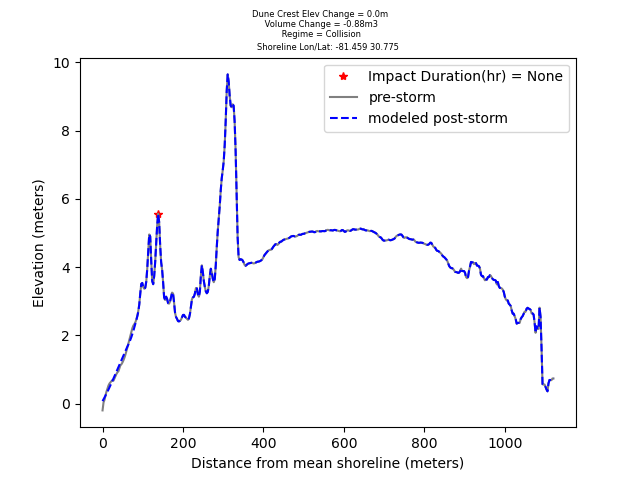 Dune Crest Elev Change = 0.0m
Volume Change = -0.88m3
Regime = Collision
Shoreline Lon/Lat: -81.459 30.775
Impact Duration(hr) = None
pre-storm
modeled post-storm
Elevation (meters)
10
8
6
4
2
0
0 200 400 600 800 1000
Distance from mean shoreline (meters)